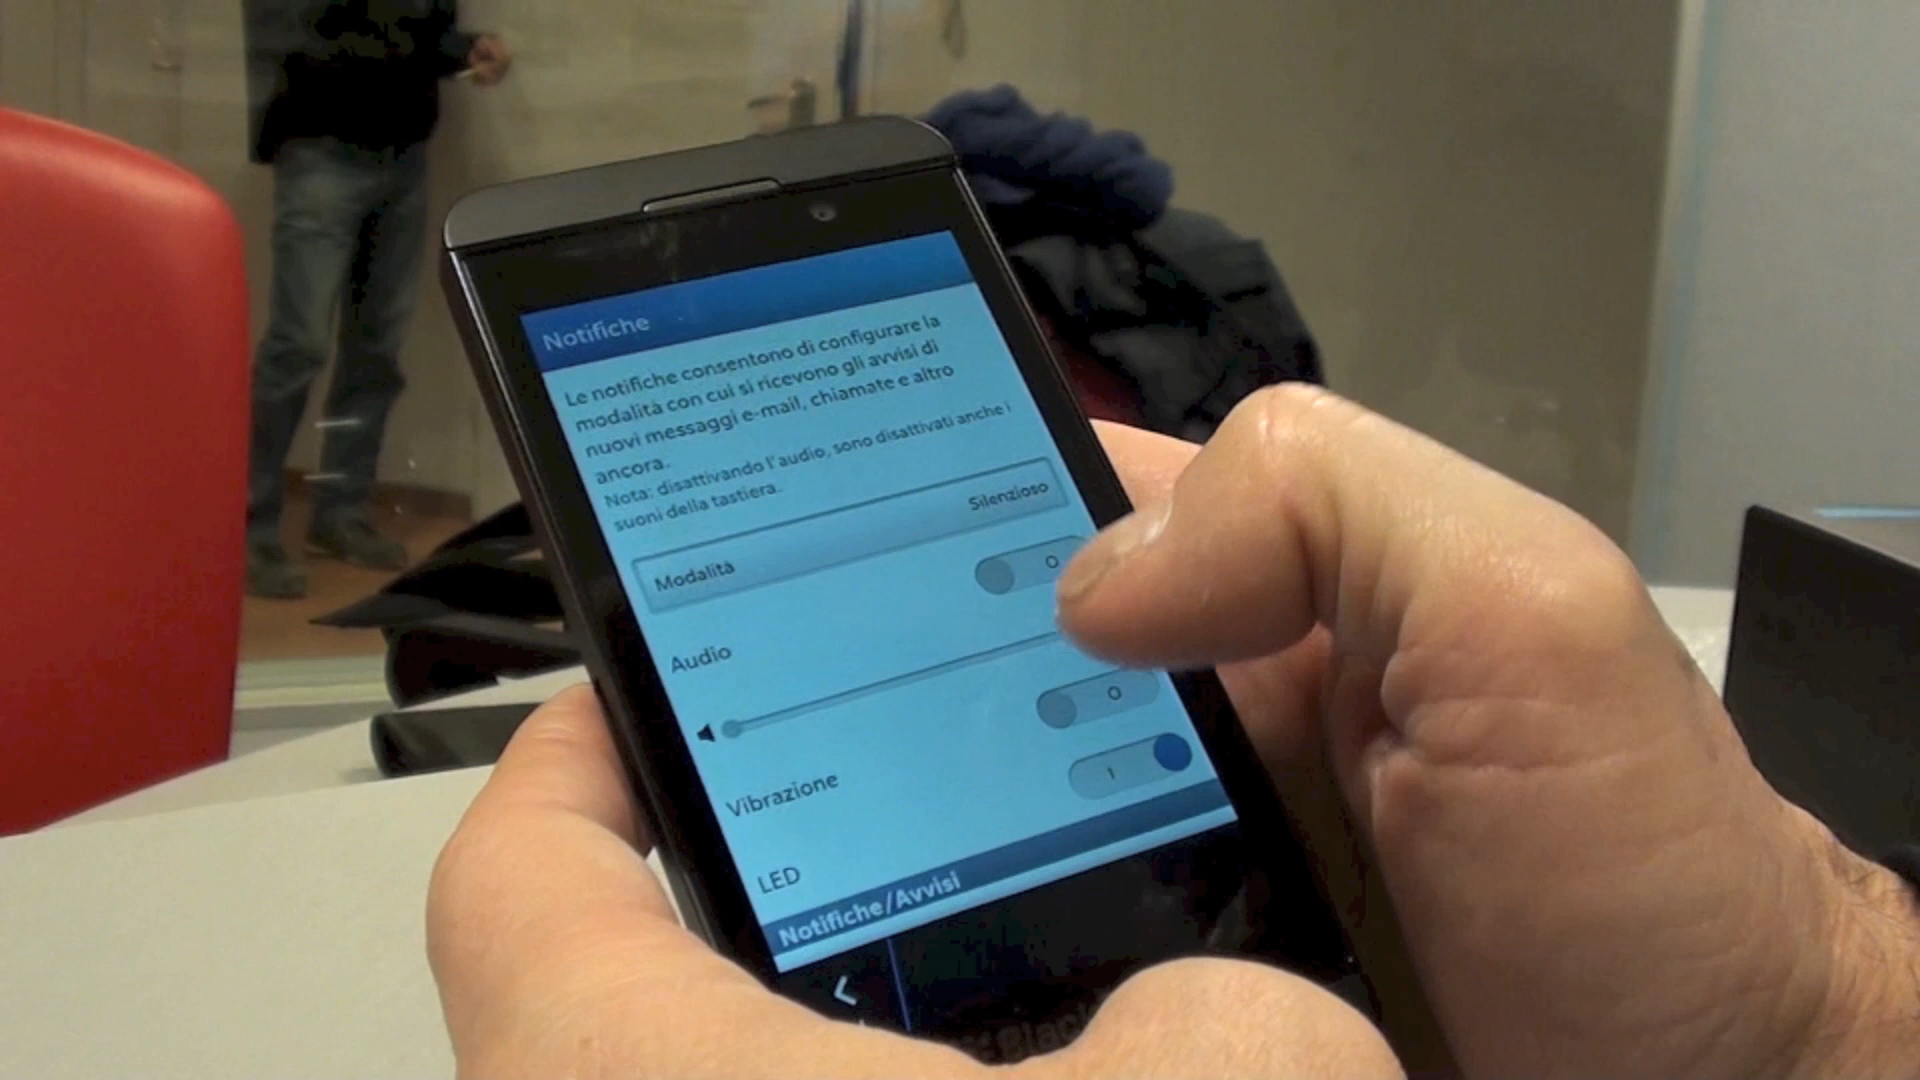 Notifiche
Le notifiche consentono di configurare la
modalità con cui si ricevono gli avvisi di
nuovi messaggi e-mail, chiamate e altro
ancora.
Nota: disattivando l'audio, sono disattivati anche i
suoni della tastiera.
Modalità Silenzioso
Audio O
Vibrazione O
LED 1
Notifiche/Avvisi
Black